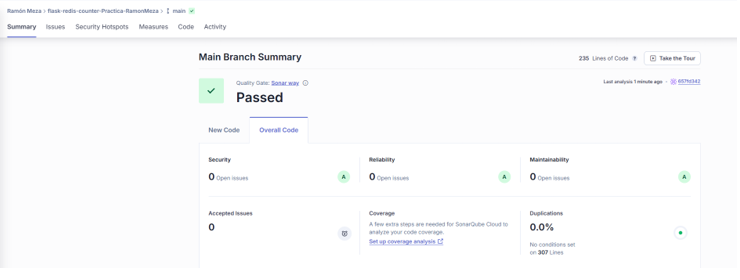 Ramón Meza > flask-redis-counter-Practica-RamonMeza > main
Summary Issues Security Hotspots Measures Code Activity
Main Branch Summary
235 Lines of Code
Take the Tour
Quality Gate: Sonar way
Passed
Last analysis 1 minute ago
New Code Overall Code
Security Reliability Maintainability
0 Open issues A 0 Open issues A 0 Open issues A
Accepted Issues Coverage Duplications
0
A few extra steps are needed for SonarQube Cloud to
analyze your code coverage.
Set up coverage analysis
0.0%
No conditions set
on 307 Lines